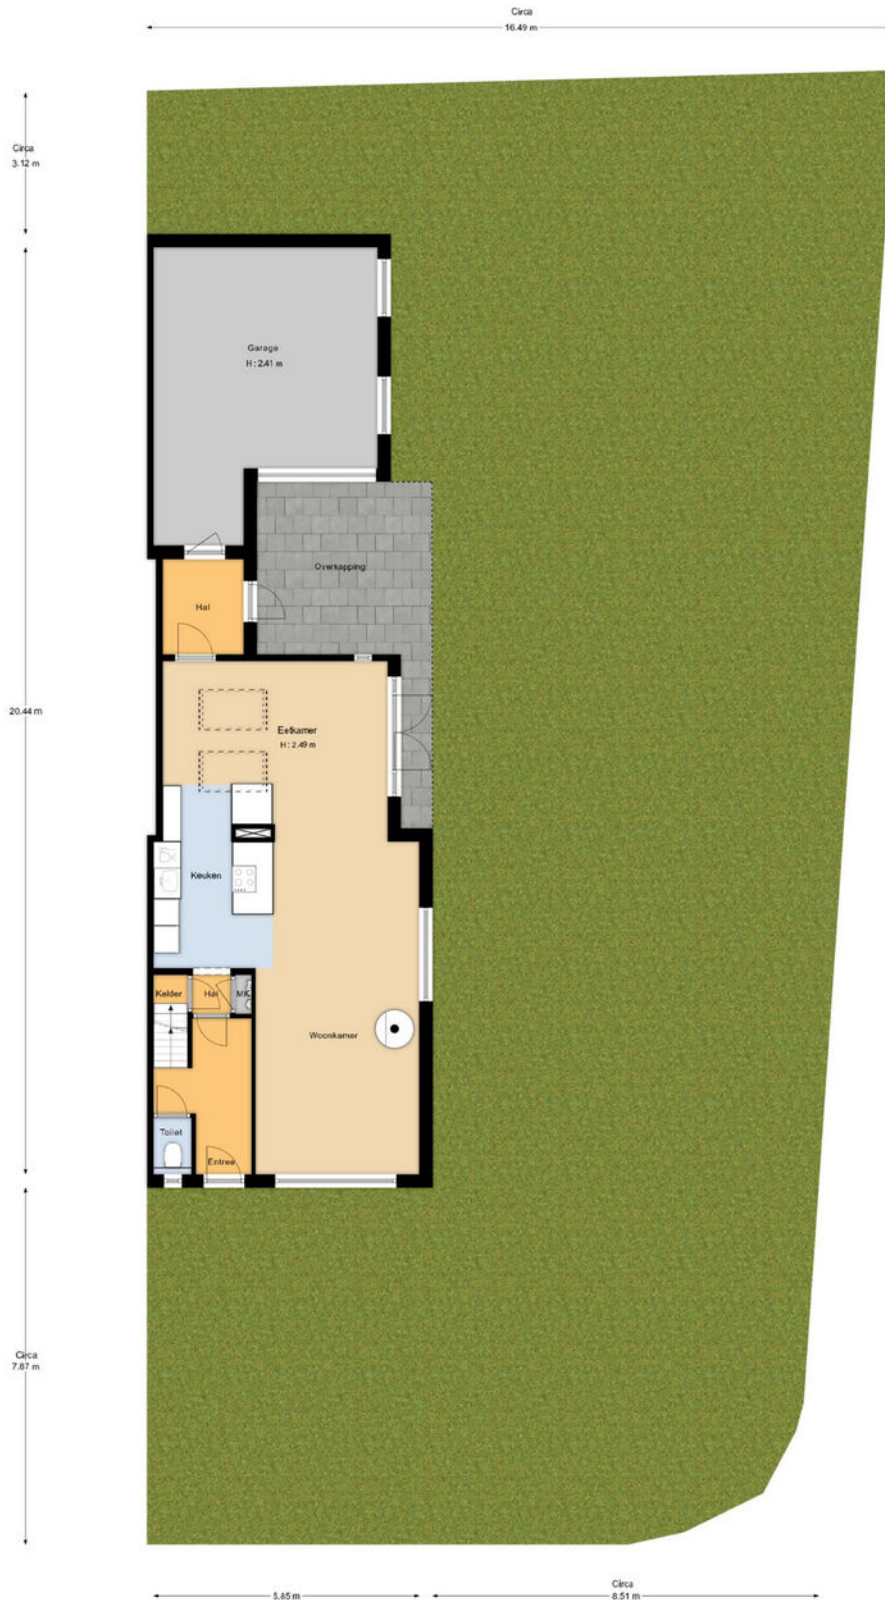 Circa
16.49 m
Circa
3.12 m
Garage
H : 2.41 m
Overkapping
Hal
20.44 m
Eetkamer
H : 2.49 m
Keuken
Kelder
Hal
MK
Woonkamer
Toilet
Entree
Circa
7.87 m
5.85 m
Circa
8.51 m